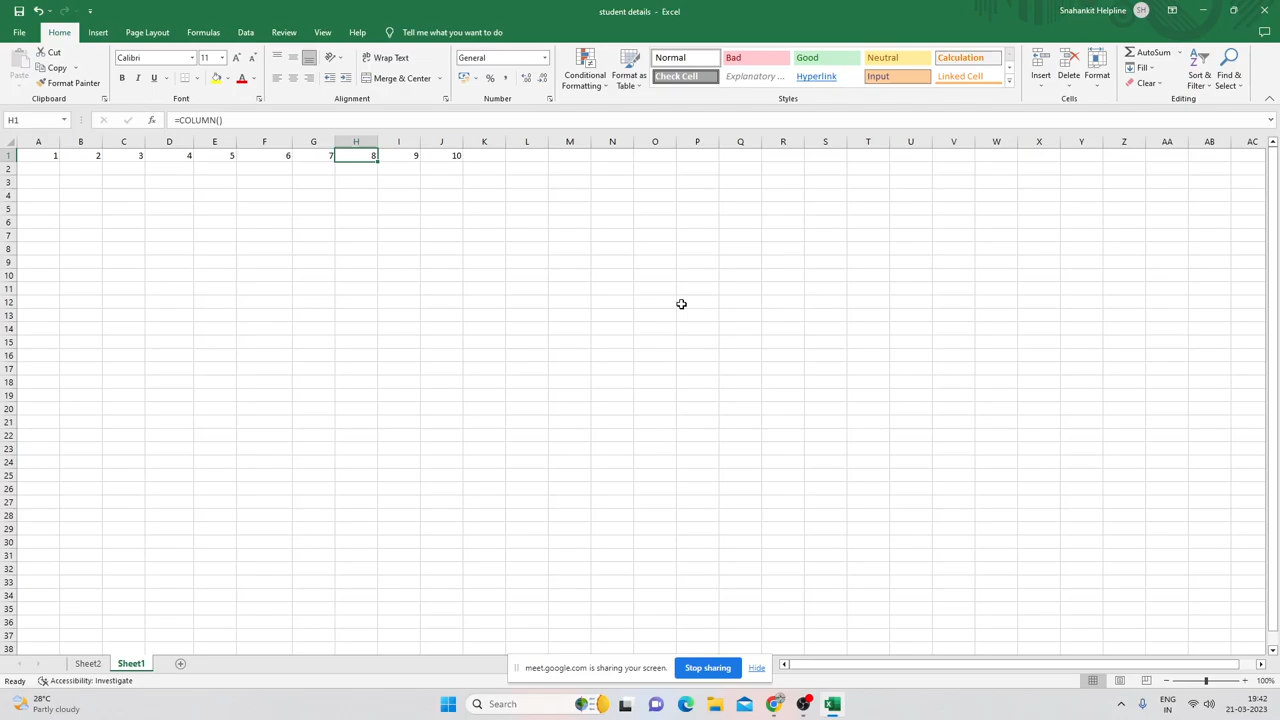 student details - Excel
Snahankit Helpline SH
File Home Insert Page Layout Formulas Data Review View Help Tell me what you want to do
Paste Cut Copy Format Painter Clipboard
Calibri 11 B I U A A Font
Wrap Text Merge & Center Alignment
General % , Number
Conditional Formatting Format as Table
Normal Bad Good Neutral Calculation
Check Cell Explanatory ... Hyperlink Input Linked Cell
Styles
Insert Delete Format Cells
AutoSum Fill Clear Sort & Filter Find & Select Editing
H1 fx =COLUMN()
A B C D E F G H I J K L M N O P Q R S T U V W X Y Z AA AB AC
1 1 2 3 4 5 6 7 8 9 10
2
3
4
5
6
7
8
9
10
11
12
13
14
15
16
17
18
19
20
21
22
23
24
25
26
27
28
29
30
31
32
33
34
35
36
37
38
Sheet2 Sheet1
meet.google.com is sharing your screen. Stop sharing Hide
Ready Accessibility: Investigate 100%
28°C
Partly cloudy
Search
ENG
IN
19:42
21-03-2023